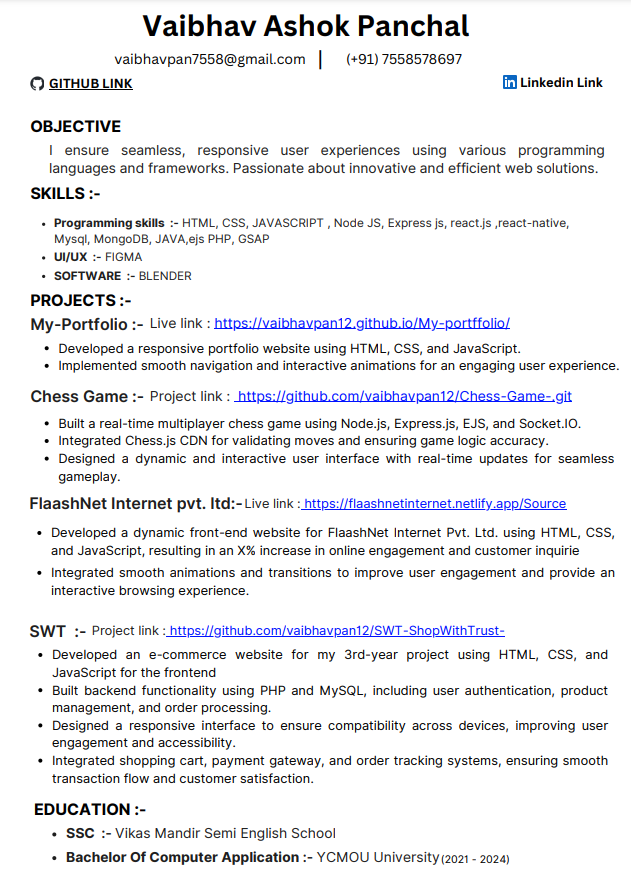 Vaibhav Ashok Panchal
vaibhavpan7558@gmail.com | (+91) 7558578697
GITHUB LINK
Linkedin Link
OBJECTIVE
I ensure seamless, responsive user experiences using various programming
languages and frameworks. Passionate about innovative and efficient web solutions.
SKILLS :-
• Programming skills :- HTML, CSS, JAVASCRIPT , Node JS, Express js, react.js ,react-native,
Mysql, MongoDB, JAVA,ejs PHP, GSAP
• UI/UX :- FIGMA
• SOFTWARE :- BLENDER
PROJECTS :-
My-Portfolio :- Live link : https://vaibhavpan12.github.io/My-portffolio/
• Developed a responsive portfolio website using HTML, CSS, and JavaScript.
• Implemented smooth navigation and interactive animations for an engaging user experience.
Chess Game :- Project link : https://github.com/vaibhavpan12/Chess-Game-.git
• Built a real-time multiplayer chess game using Node.js, Express.js, EJS, and Socket.IO.
• Integrated Chess.js CDN for validating moves and ensuring game logic accuracy.
• Designed a dynamic and interactive user interface with real-time updates for seamless
gameplay.
FlaashNet Internet pvt. ltd:- Live link : https://flaashnetinternet.netlify.app/Source
• Developed a dynamic front-end website for FlaashNet Internet Pvt. Ltd. using HTML, CSS,
and JavaScript, resulting in an X% increase in online engagement and customer inquirie
• Integrated smooth animations and transitions to improve user engagement and provide an
interactive browsing experience.
SWT :- Project link : https://github.com/vaibhavpan12/SWT-ShopWithTrust-
• Developed an e-commerce website for my 3rd-year project using HTML, CSS, and
JavaScript for the frontend
• Built backend functionality using PHP and MySQL, including user authentication, product
management, and order processing.
• Designed a responsive interface to ensure compatibility across devices, improving user
engagement and accessibility.
• Integrated shopping cart, payment gateway, and order tracking systems, ensuring smooth
transaction flow and customer satisfaction.
EDUCATION :-
• SSC :- Vikas Mandir Semi English School
• Bachelor Of Computer Application :- YCMOU University (2021 - 2024)